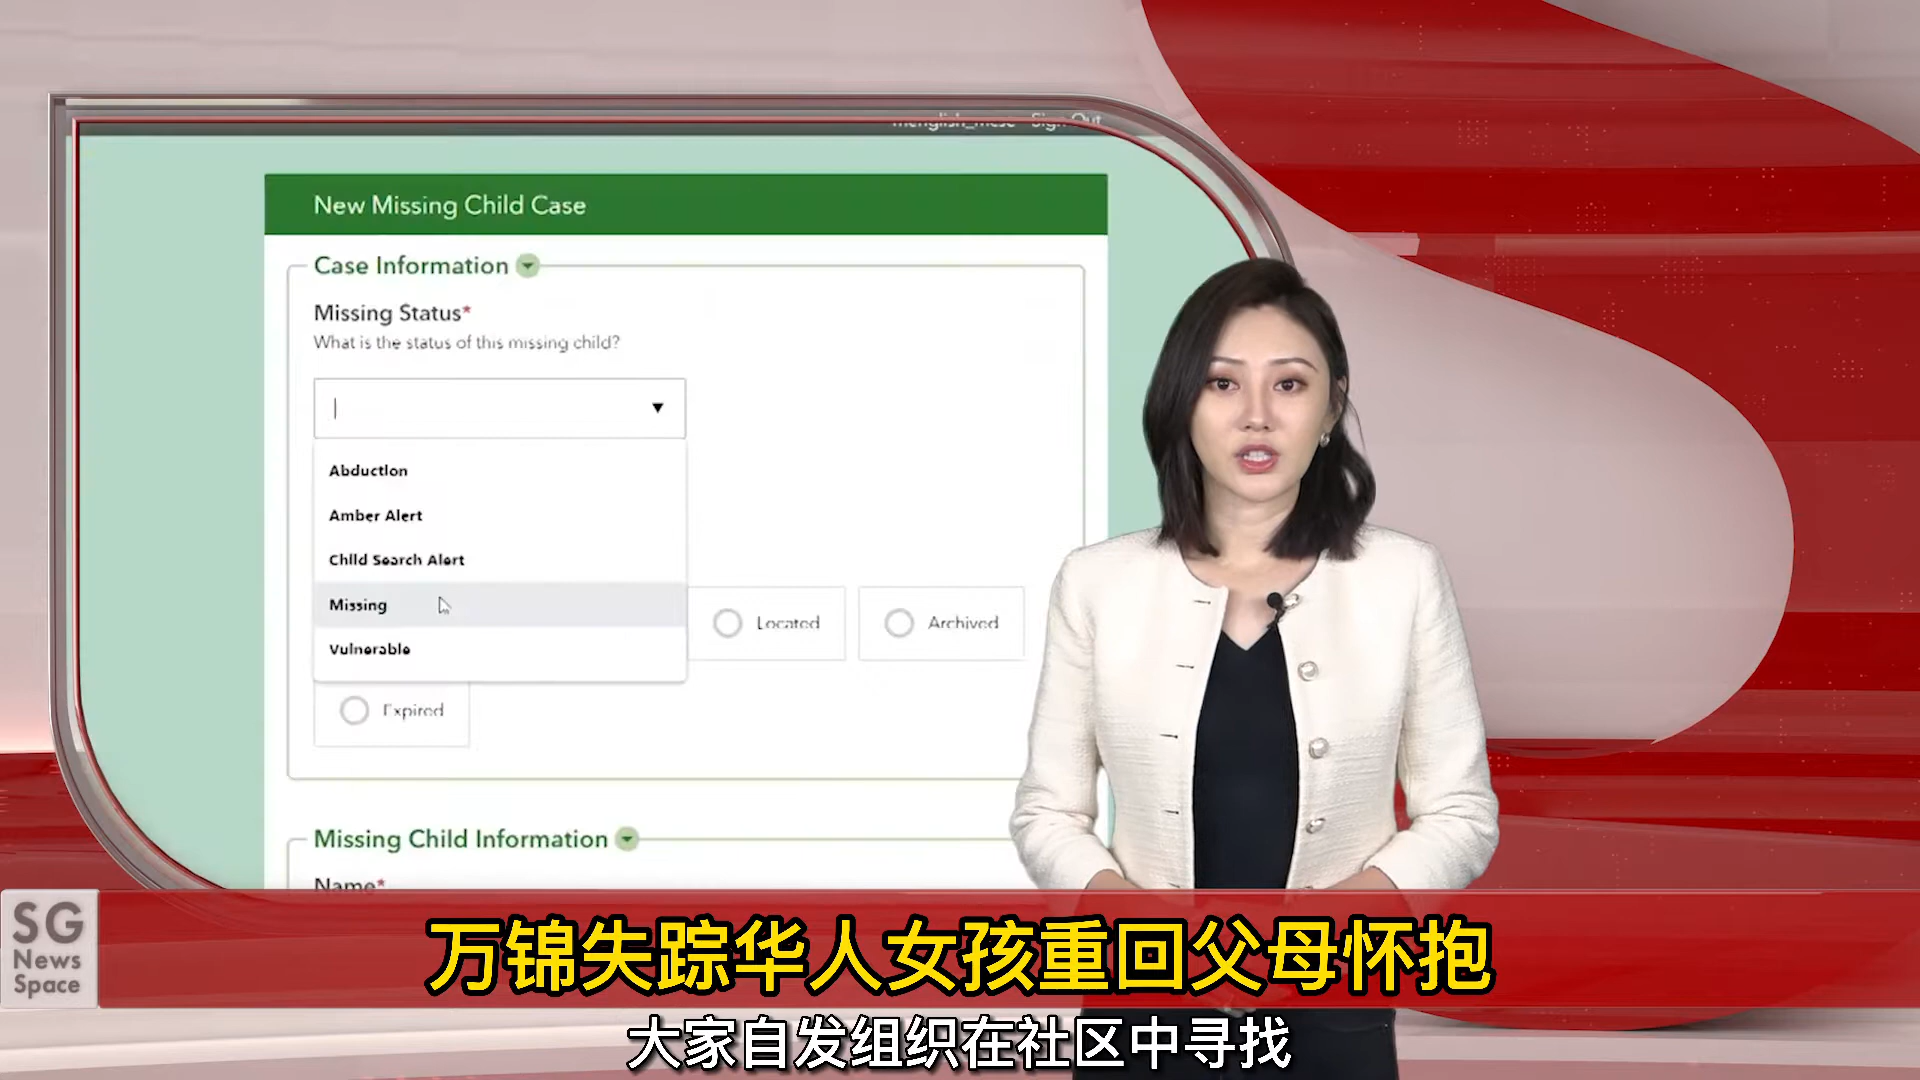 Sign Out
New Missing Child Case
Case Information
Missing Status*
What is the status of this missing child?
Abduction
Amber Alert
Child Search Alert
Missing
Vulnerable
Located
Archived
Expired
Missing Child Information
Name*
SG
News
Space
万锦失踪华人女孩重回父母怀抱
大家自发组织在社区中寻找